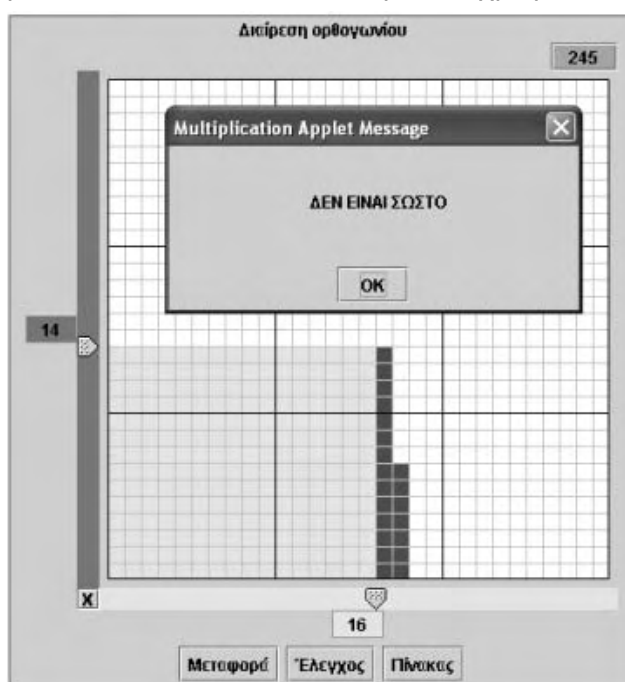 Διαίρεση ορθογωνίου
245
Multiplication Applet Message
ΔΕΝ ΕΙΝΑΙ ΣΩΣΤΟ
OK
14
X
16
Μεταφορά Έλεγχος Πίνακας